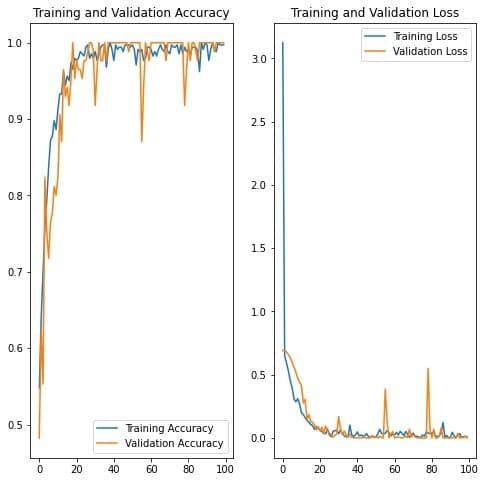 Training and Validation Accuracy
1.0
0.9
0.8
0.7
0.6
0.5
0 20 40 60 80 100
Training Accuracy
Validation Accuracy
Training and Validation Loss
3.0
2.5
2.0
1.5
1.0
0.5
0.0
0 20 40 60 80 100
Training Loss
Validation Loss